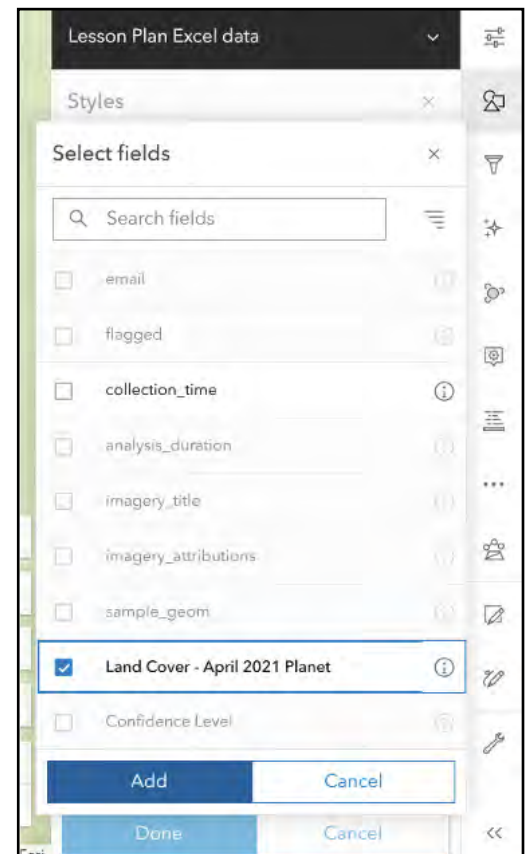 Lesson Plan Excel data
Styles
Select fields
Search fields
email
flagged
collection_time
analysis_duration
imagery_title
imagery_attributions
sample_geom
Land Cover - April 2021 Planet
Confidence Level
Add Cancel
Done Cancel